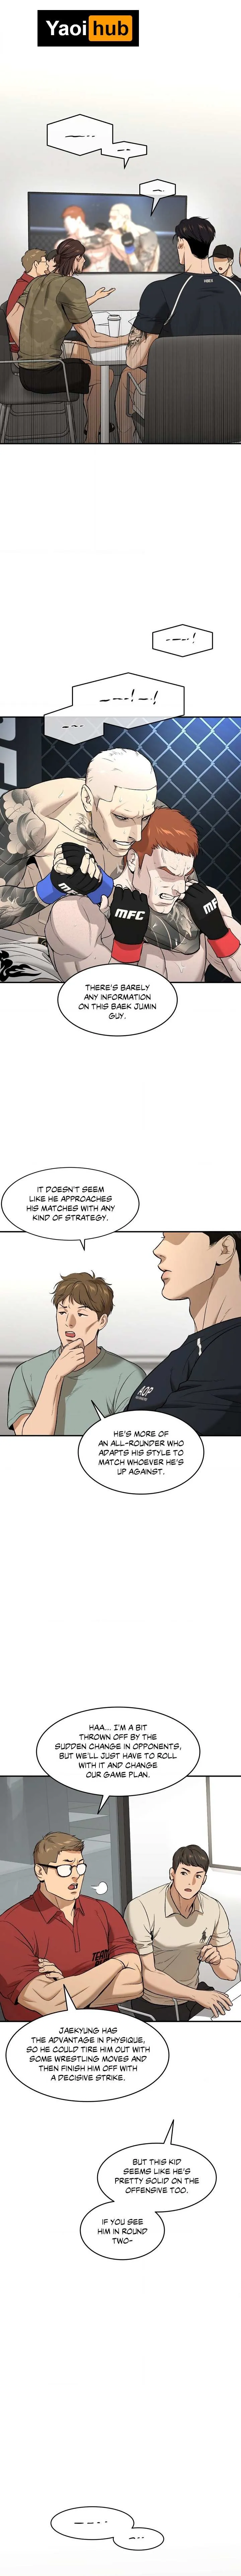 Yaoi hub
MFC
THERE'S BARELY
ANY INFORMATION
ON THIS BAEK JUMIN
GUY.
IT DOESN'T SEEM
LIKE HE APPROACHES
HIS MATCHES WITH ANY
KIND OF STRATEGY.
HE'S MORE OF
AN ALL-ROUNDER WHO
ADAPTS HIS STYLE TO
MATCH WHOEVER HE'S
UP AGAINST.
HAA... I'M A BIT
THROWN OFF BY THE
SUDDEN CHANGE IN OPPONENTS,
BUT WE'LL JUST HAVE TO ROLL
WITH IT AND CHANGE
OUR GAME PLAN.
TEAM
JAEKYUNG HAS
THE ADVANTAGE IN PHYSIQUE,
SO HE COULD TIRE HIM OUT WITH
SOME WRESTLING MOVES AND
THEN FINISH HIM OFF WITH
A DECISIVE STRIKE.
BUT THIS KID
SEEMS LIKE HE'S
PRETTY SOLID ON THE
OFFENSIVE TOO.
IF YOU SEE
HIM IN ROUND
TWO-